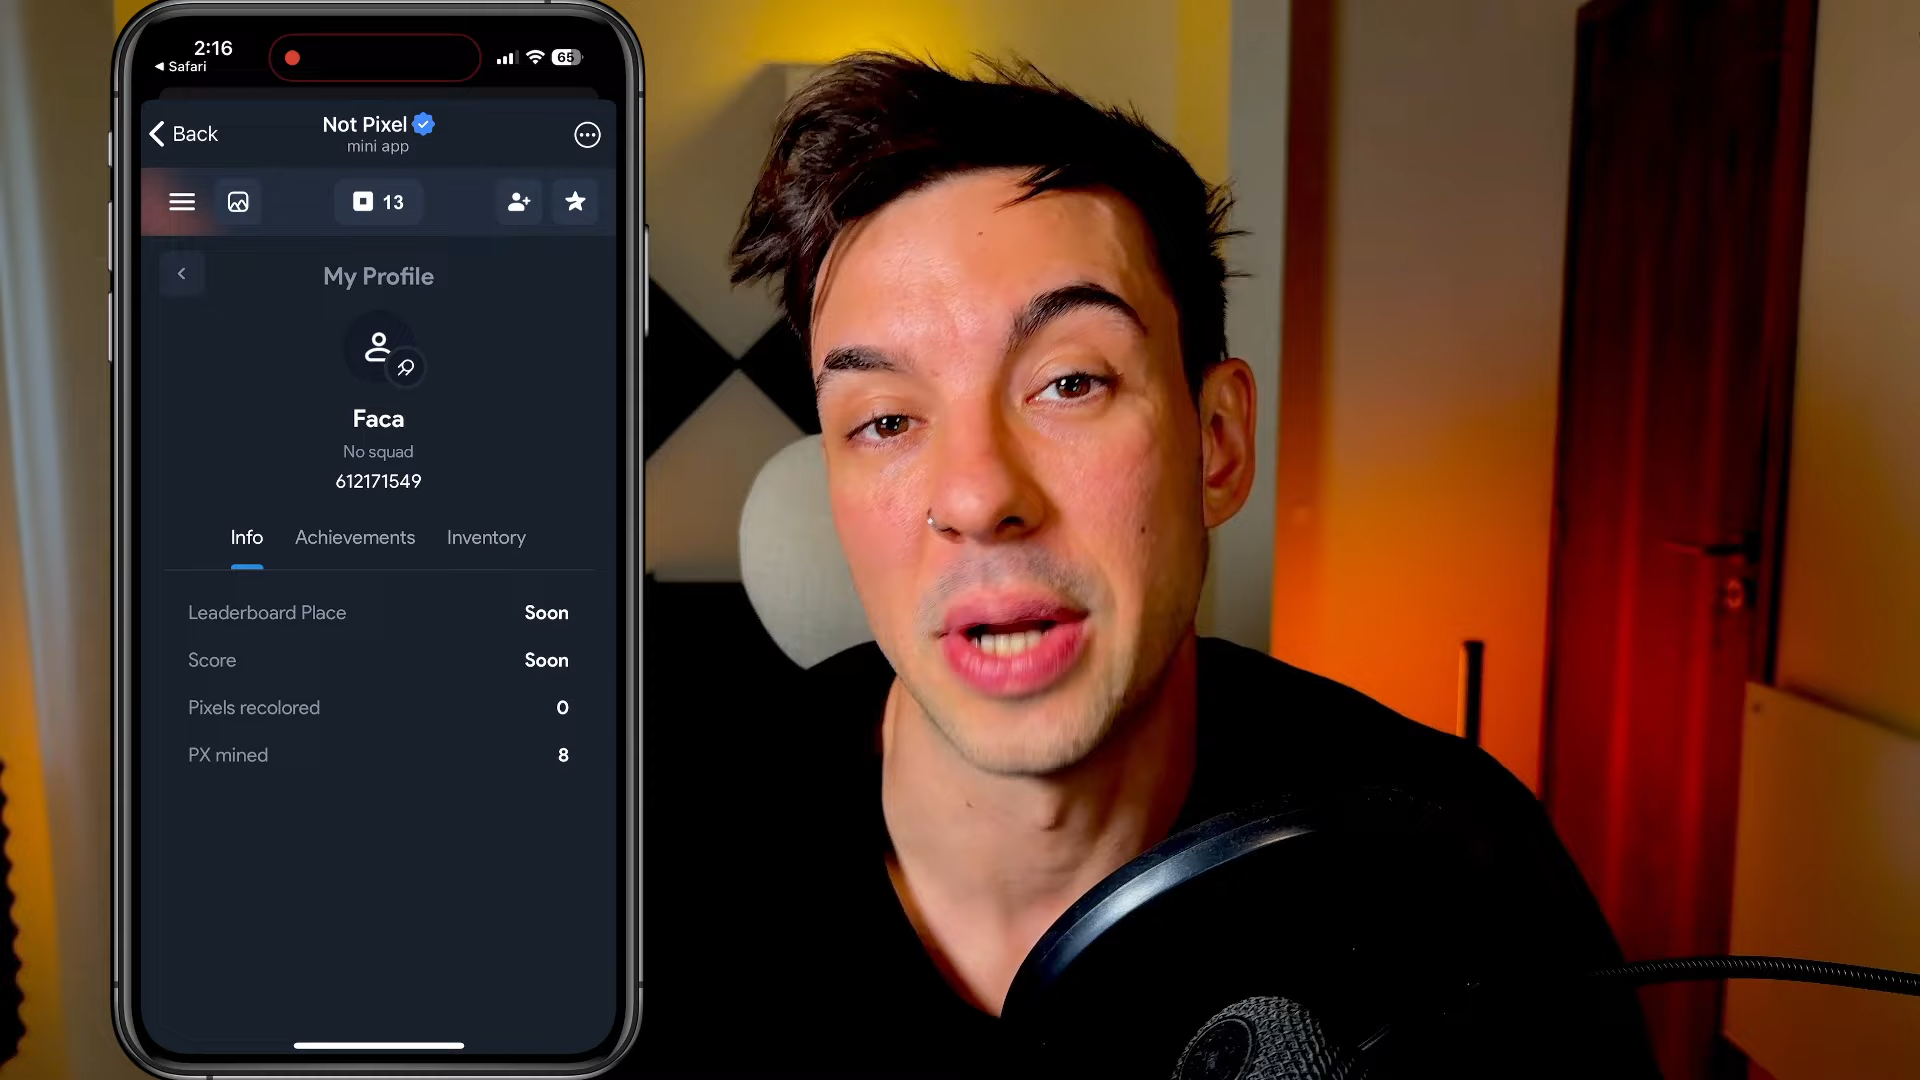 2:16
Safari
65
Back
Not Pixel
mini app
13
My Profile
Faca
No squad
612171549
Info Achievements Inventory
Leaderboard Place Soon
Score Soon
Pixels recolored 0
PX mined 8